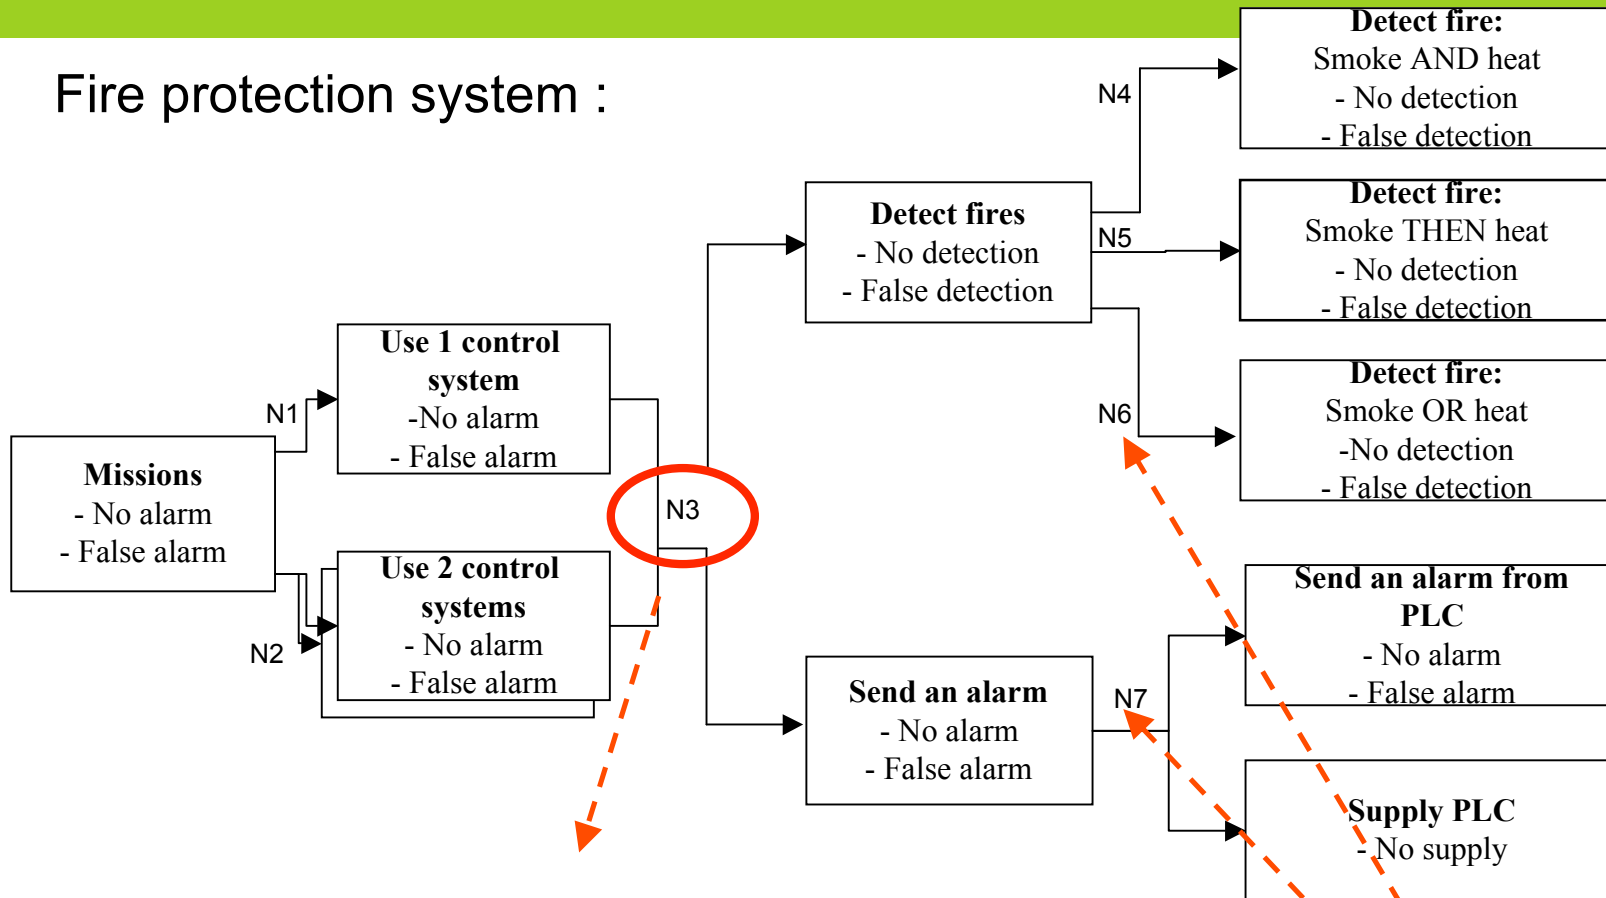 Fire protection system :
Missions
- No alarm
- False alarm
N1
N2
Use 1 control
system
-No alarm
- False alarm
Use 2 control
systems
- No alarm
- False alarm
N3
Detect fires
- No detection
- False detection
Send an alarm
- No alarm
- False alarm
N4
N5
N6
N7
Detect fire:
Smoke AND heat
- No detection
- False detection
Detect fire:
Smoke THEN heat
- No detection
- False detection
Detect fire:
Smoke OR heat
-No detection
- False detection
Send an alarm from
PLC
- No alarm
- False alarm
Supply PLC
- No supply